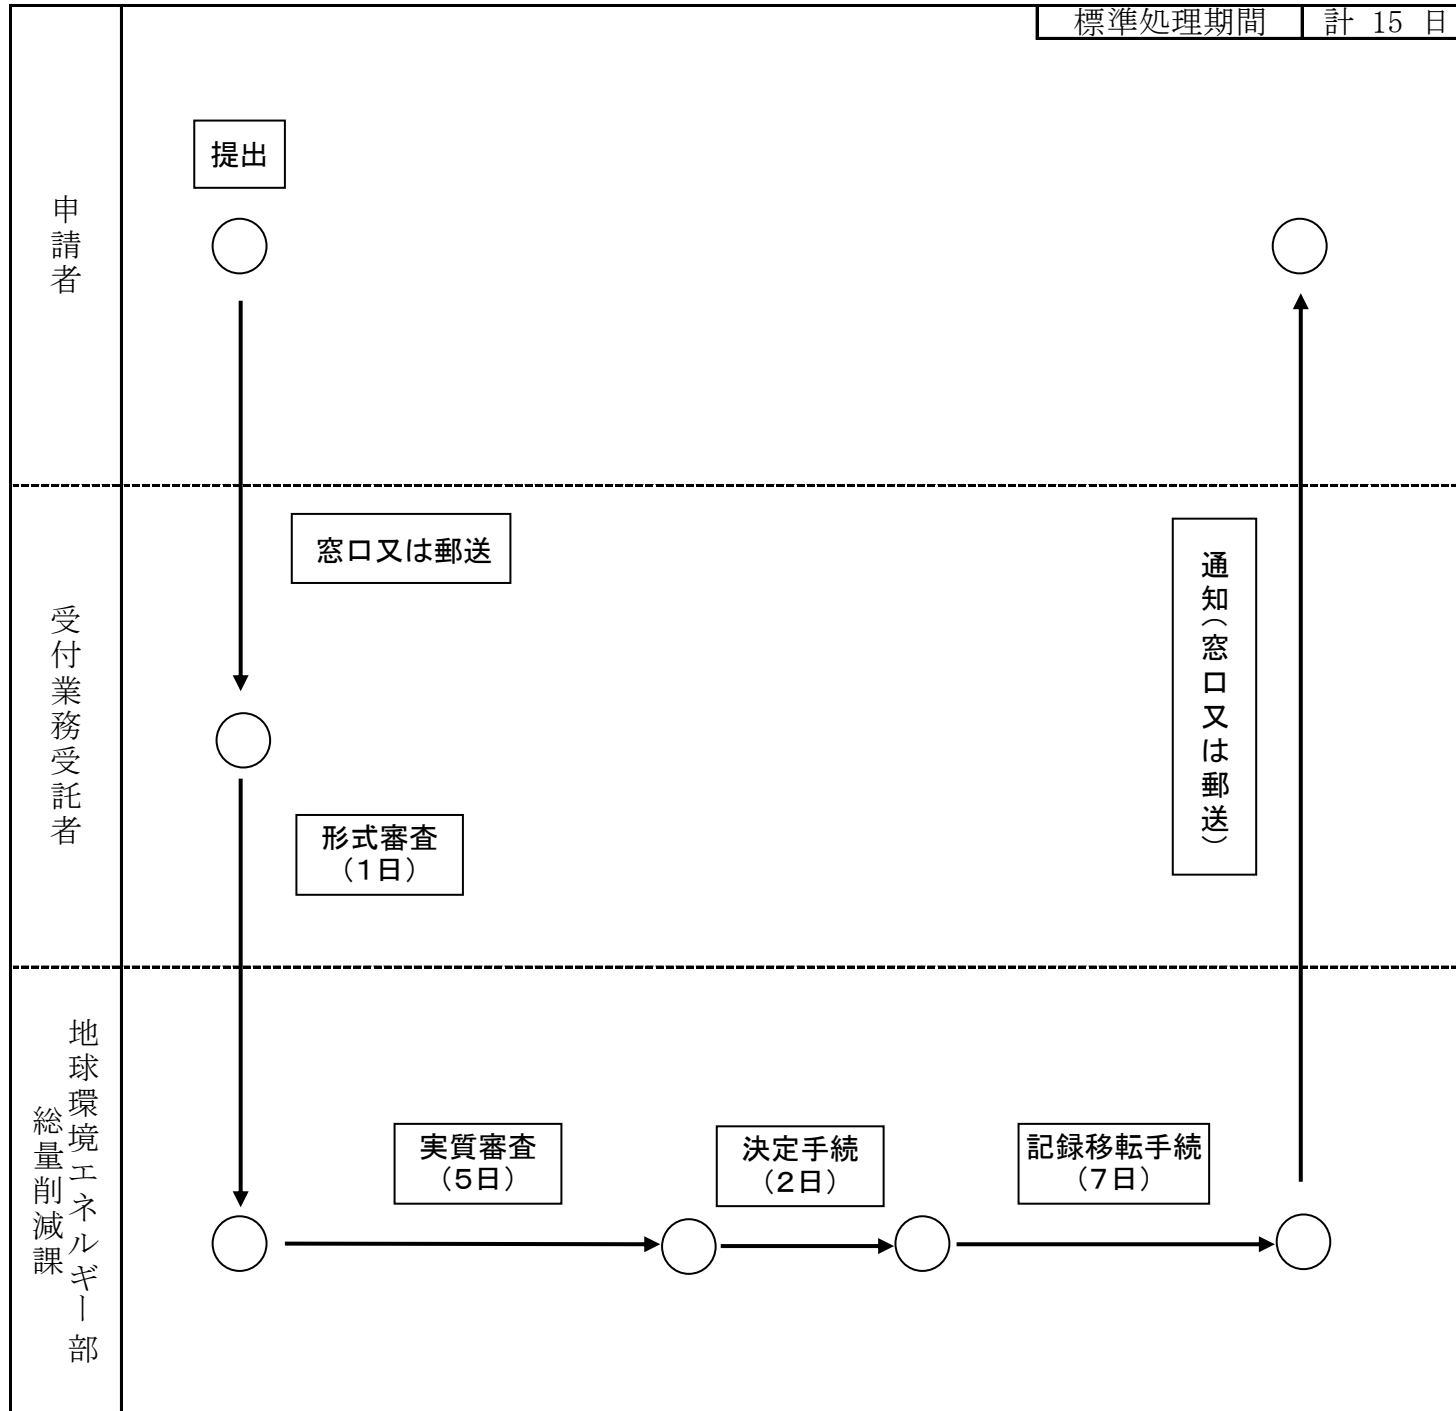 標準処理期間 計 15 日
提出
申請者
窓口又は郵送
通知（窓口又は郵送）
受付業務受託者
形式審査
（１日）
地球環境エネルギー部
総量削減課
実質審査
（５日）
決定手続
（２日）
記録移転手続
（７日）